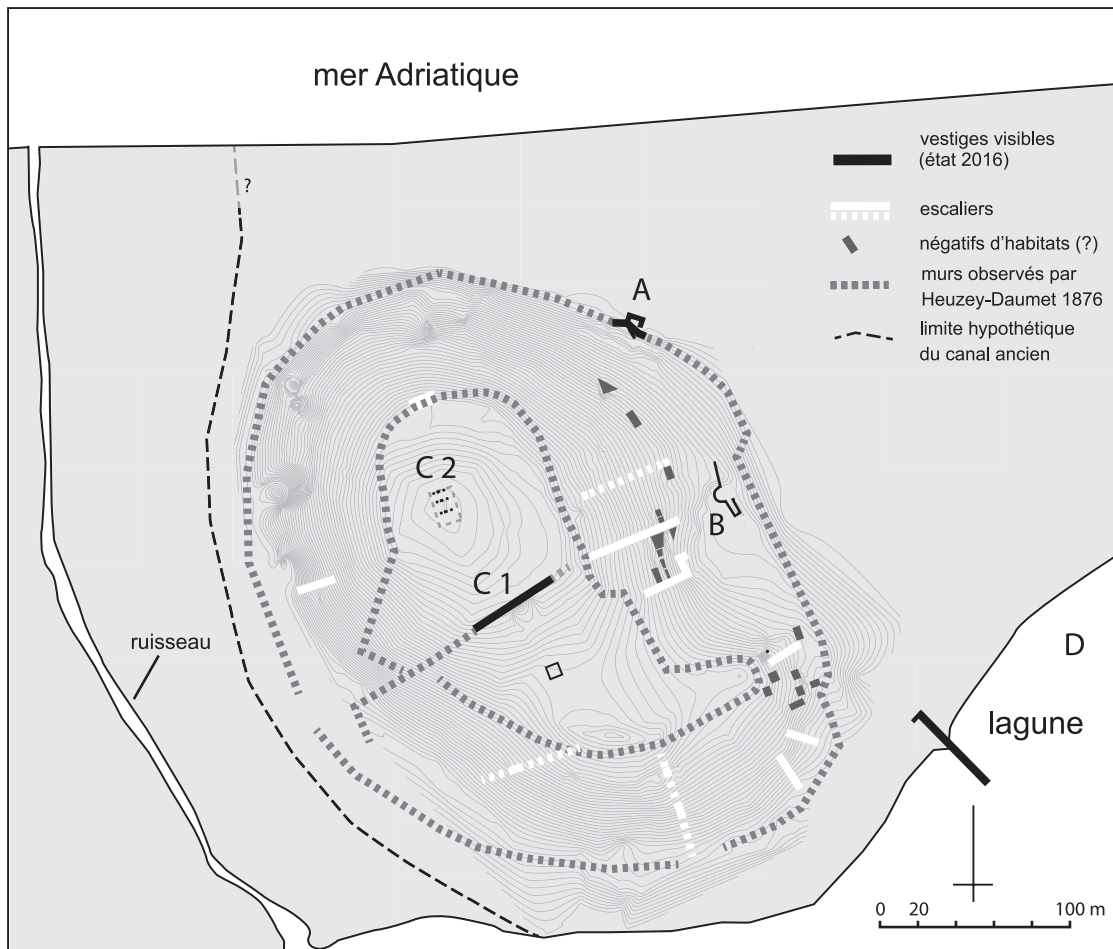 mer Adriatique
vestiges visibles
(état 2016)
?
escaliers
négatifs d'habitats (?)
murs observés par
Heuzey-Daumet 1876
A
limite hypothétique
du canal ancien
C 2
B
C 1
ruisseau
D
lagune
0 20 100 m